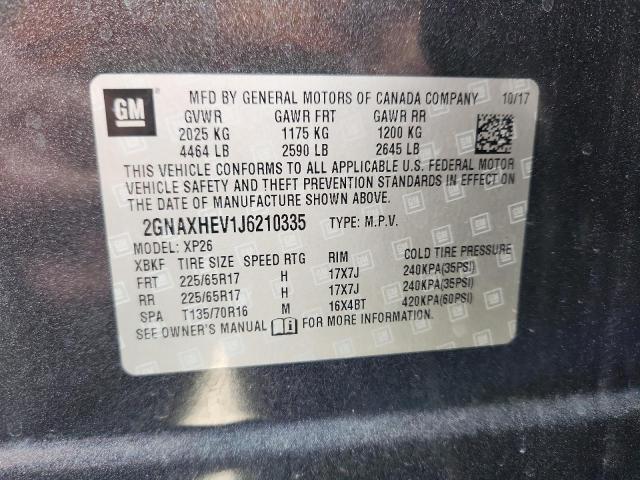 GM
MFD BY GENERAL MOTORS OF CANADA COMPANY 10/17
GVWR GAWR FRT GAWR RR
2025 KG 1175 KG 1200 KG
4464 LB 2590 LB 2645 LB
THIS VEHICLE CONFORMS TO ALL APPLICABLE U.S. FEDERAL MOTOR
VEHICLE SAFETY AND THEFT PREVENTION STANDARDS IN EFFECT ON
THE DATE OF MANUFACTURE SHOWN ABOVE.
2GNAXHEV1J6210335 TYPE: M.P.V.
MODEL: XP26
XBKF TIRE SIZE SPEED RTG RIM COLD TIRE PRESSURE
FRT 225/65R17 H 17X7J 240KPA(35PSI)
RR 225/65R17 H 17X7J 240KPA(35PSI)
SPA T135/70R16 M 16X4BT 420KPA(60PSI)
SEE OWNER'S MANUAL FOR MORE INFORMATION.